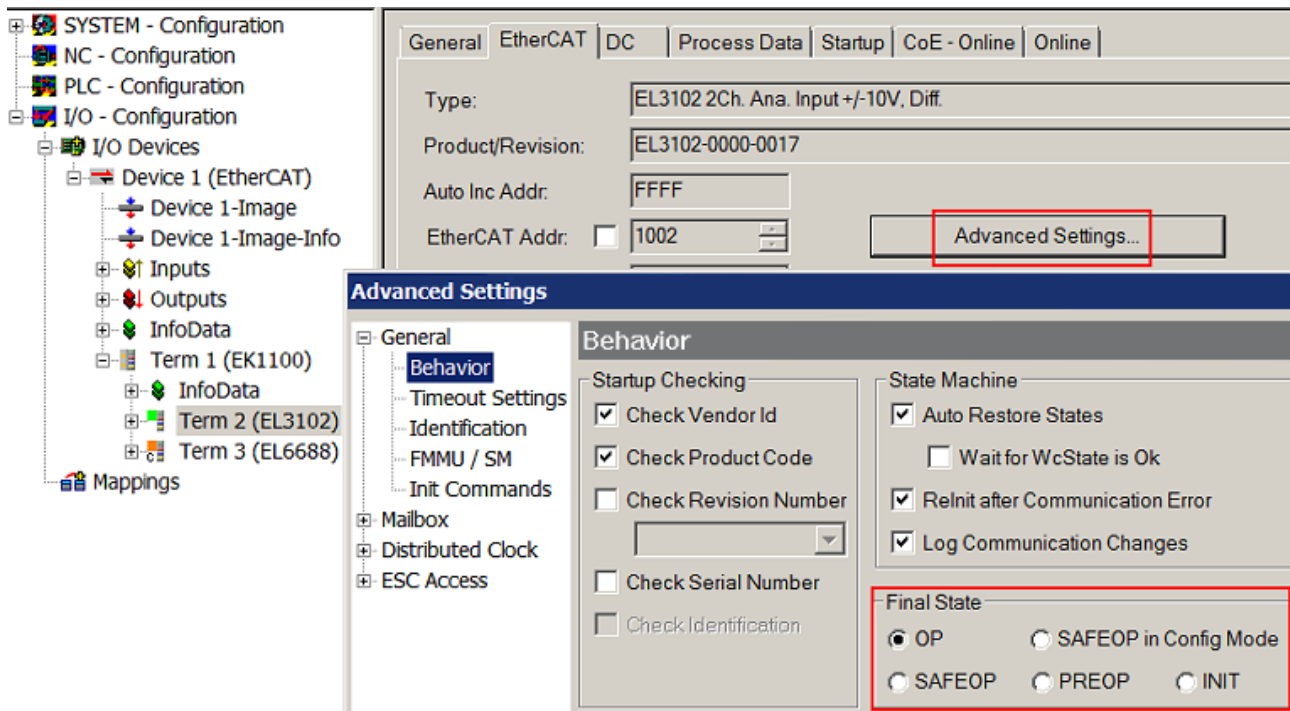 SYSTEM - Configuration
NC - Configuration
PLC - Configuration
I/O - Configuration
I/O Devices
Device 1 (EtherCAT)
Device 1-Image
Device 1-Image-Info
Inputs
Outputs
InfoData
Term 1 (EK1100)
InfoData
Term 2 (EL3102)
Term 3 (EL6688)
Mappings
General EtherCAT DC Process Data Startup CoE - Online Online
Type: EL3102 2Ch. Ana. Input +/-10V, Diff.
Product/Revision: EL3102-0000-0017
Auto Inc Addr: FFFF
EtherCAT Addr: 1002 Advanced Settings...
Advanced Settings
General
Behavior
Timeout Settings
Identification
FMMU / SM
Init Commands
Mailbox
Distributed Clock
ESC Access
Behavior
Startup Checking
Check Vendor Id
Check Product Code
Check Revision Number
Check Serial Number
Check Identification
State Machine
Auto Restore States
Wait for WcState is Ok
ReInit after Communication Error
Log Communication Changes
Final State
OP SAFEOP in Config Mode
SAFEOP PREOP INIT